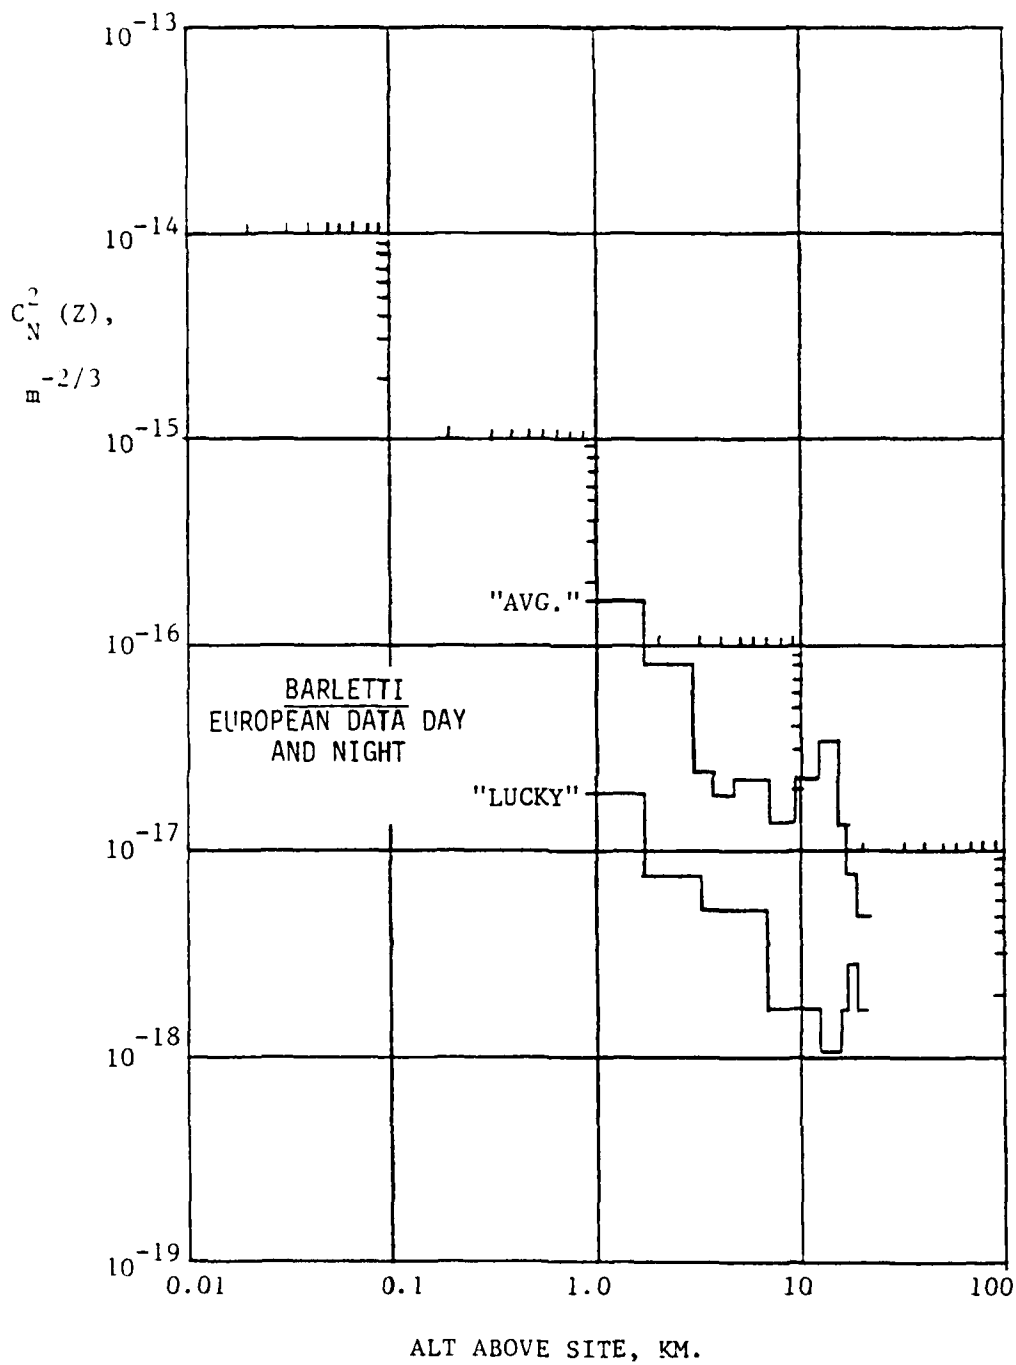 10^-13
10^-14
C_N^2 (Z),
m^-2/3
10^-15
"AVG."
10^-16
BARLETTI
EUROPEAN DATA DAY
AND NIGHT
"LUCKY"
10^-17
10^-18
10^-19
0.01 0.1 1.0 10 100
ALT ABOVE SITE, KM.